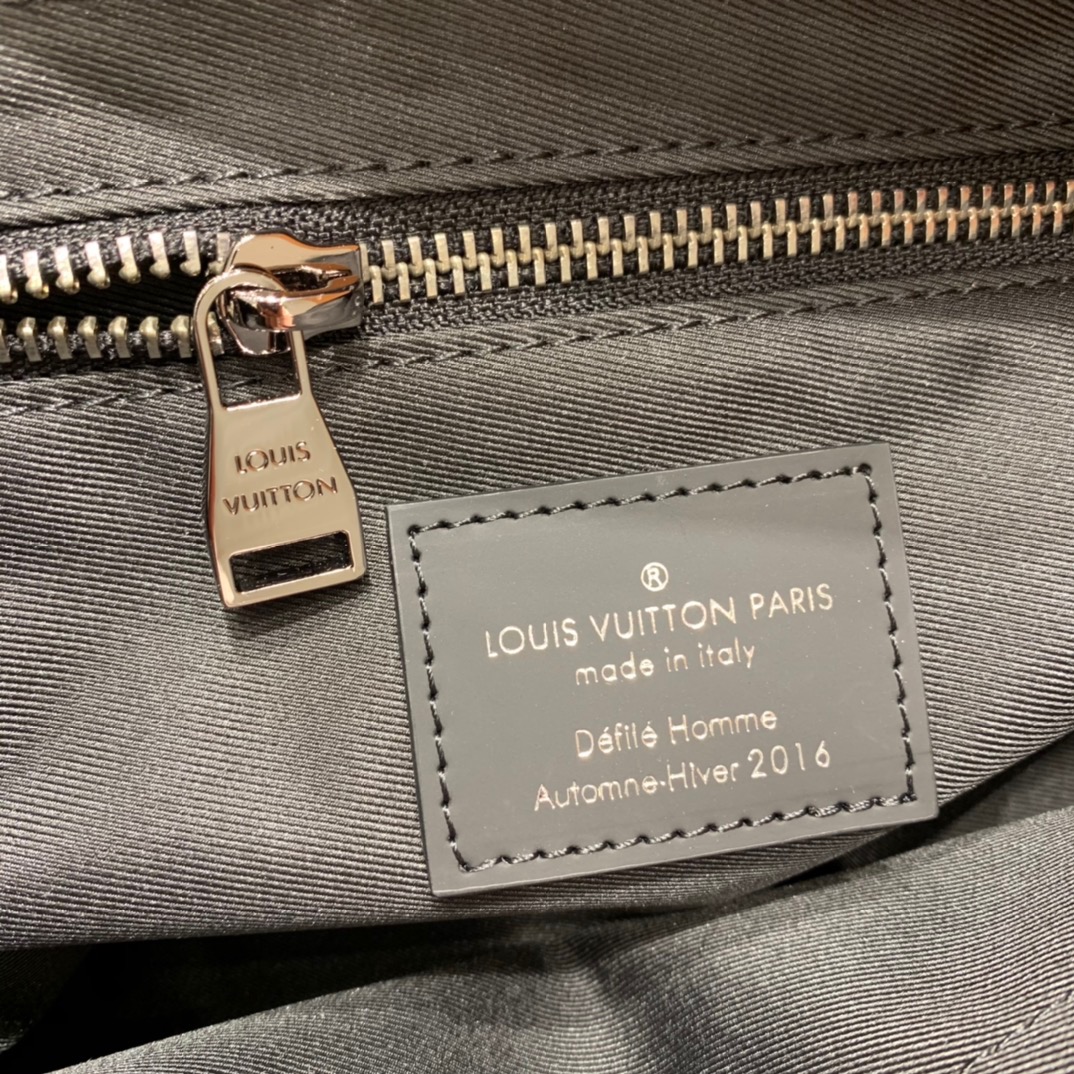 LOUIS
VUITTON
®
LOUIS VUITTON PARIS
made in italy
Défilé Homme
Automne-Hiver 2016